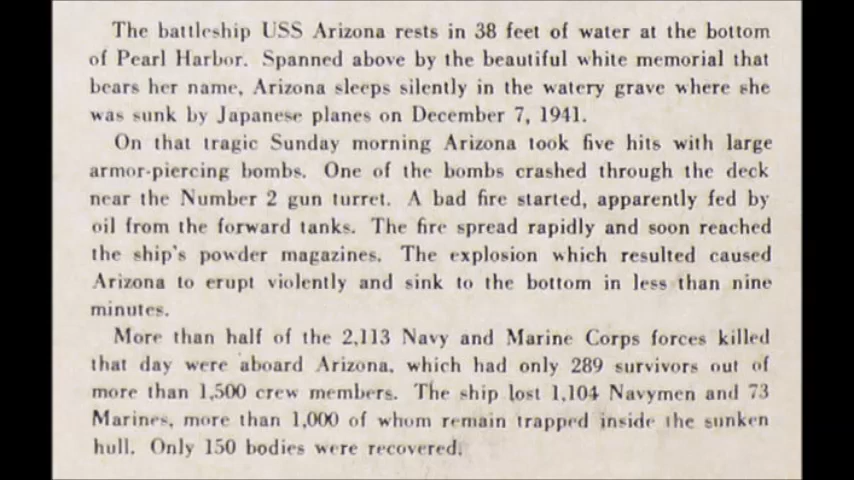 The battleship USS Arizona rests in 38 feet of water at the bottom
of Pearl Harbor. Spanned above by the beautiful white memorial that
bears her name, Arizona sleeps silently in the watery grave where she
was sunk by Japanese planes on December 7, 1941.
On that tragic Sunday morning Arizona took five hits with large
armor-piercing bombs. One of the bombs crashed through the deck
near the Number 2 gun turret. A bad fire started, apparently fed by
oil from the forward tanks. The fire spread rapidly and soon reached
the ship's powder magazines. The explosion which resulted caused
Arizona to erupt violently and sink to the bottom in less than nine
minutes.
More than half of the 2,113 Navy and Marine Corps forces killed
that day were aboard Arizona, which had only 289 survivors out of
more than 1,500 crew members. The ship lost 1,104 Navymen and 73
Marines, more than 1,000 of whom remain trapped inside the sunken
hull. Only 150 bodies were recovered.